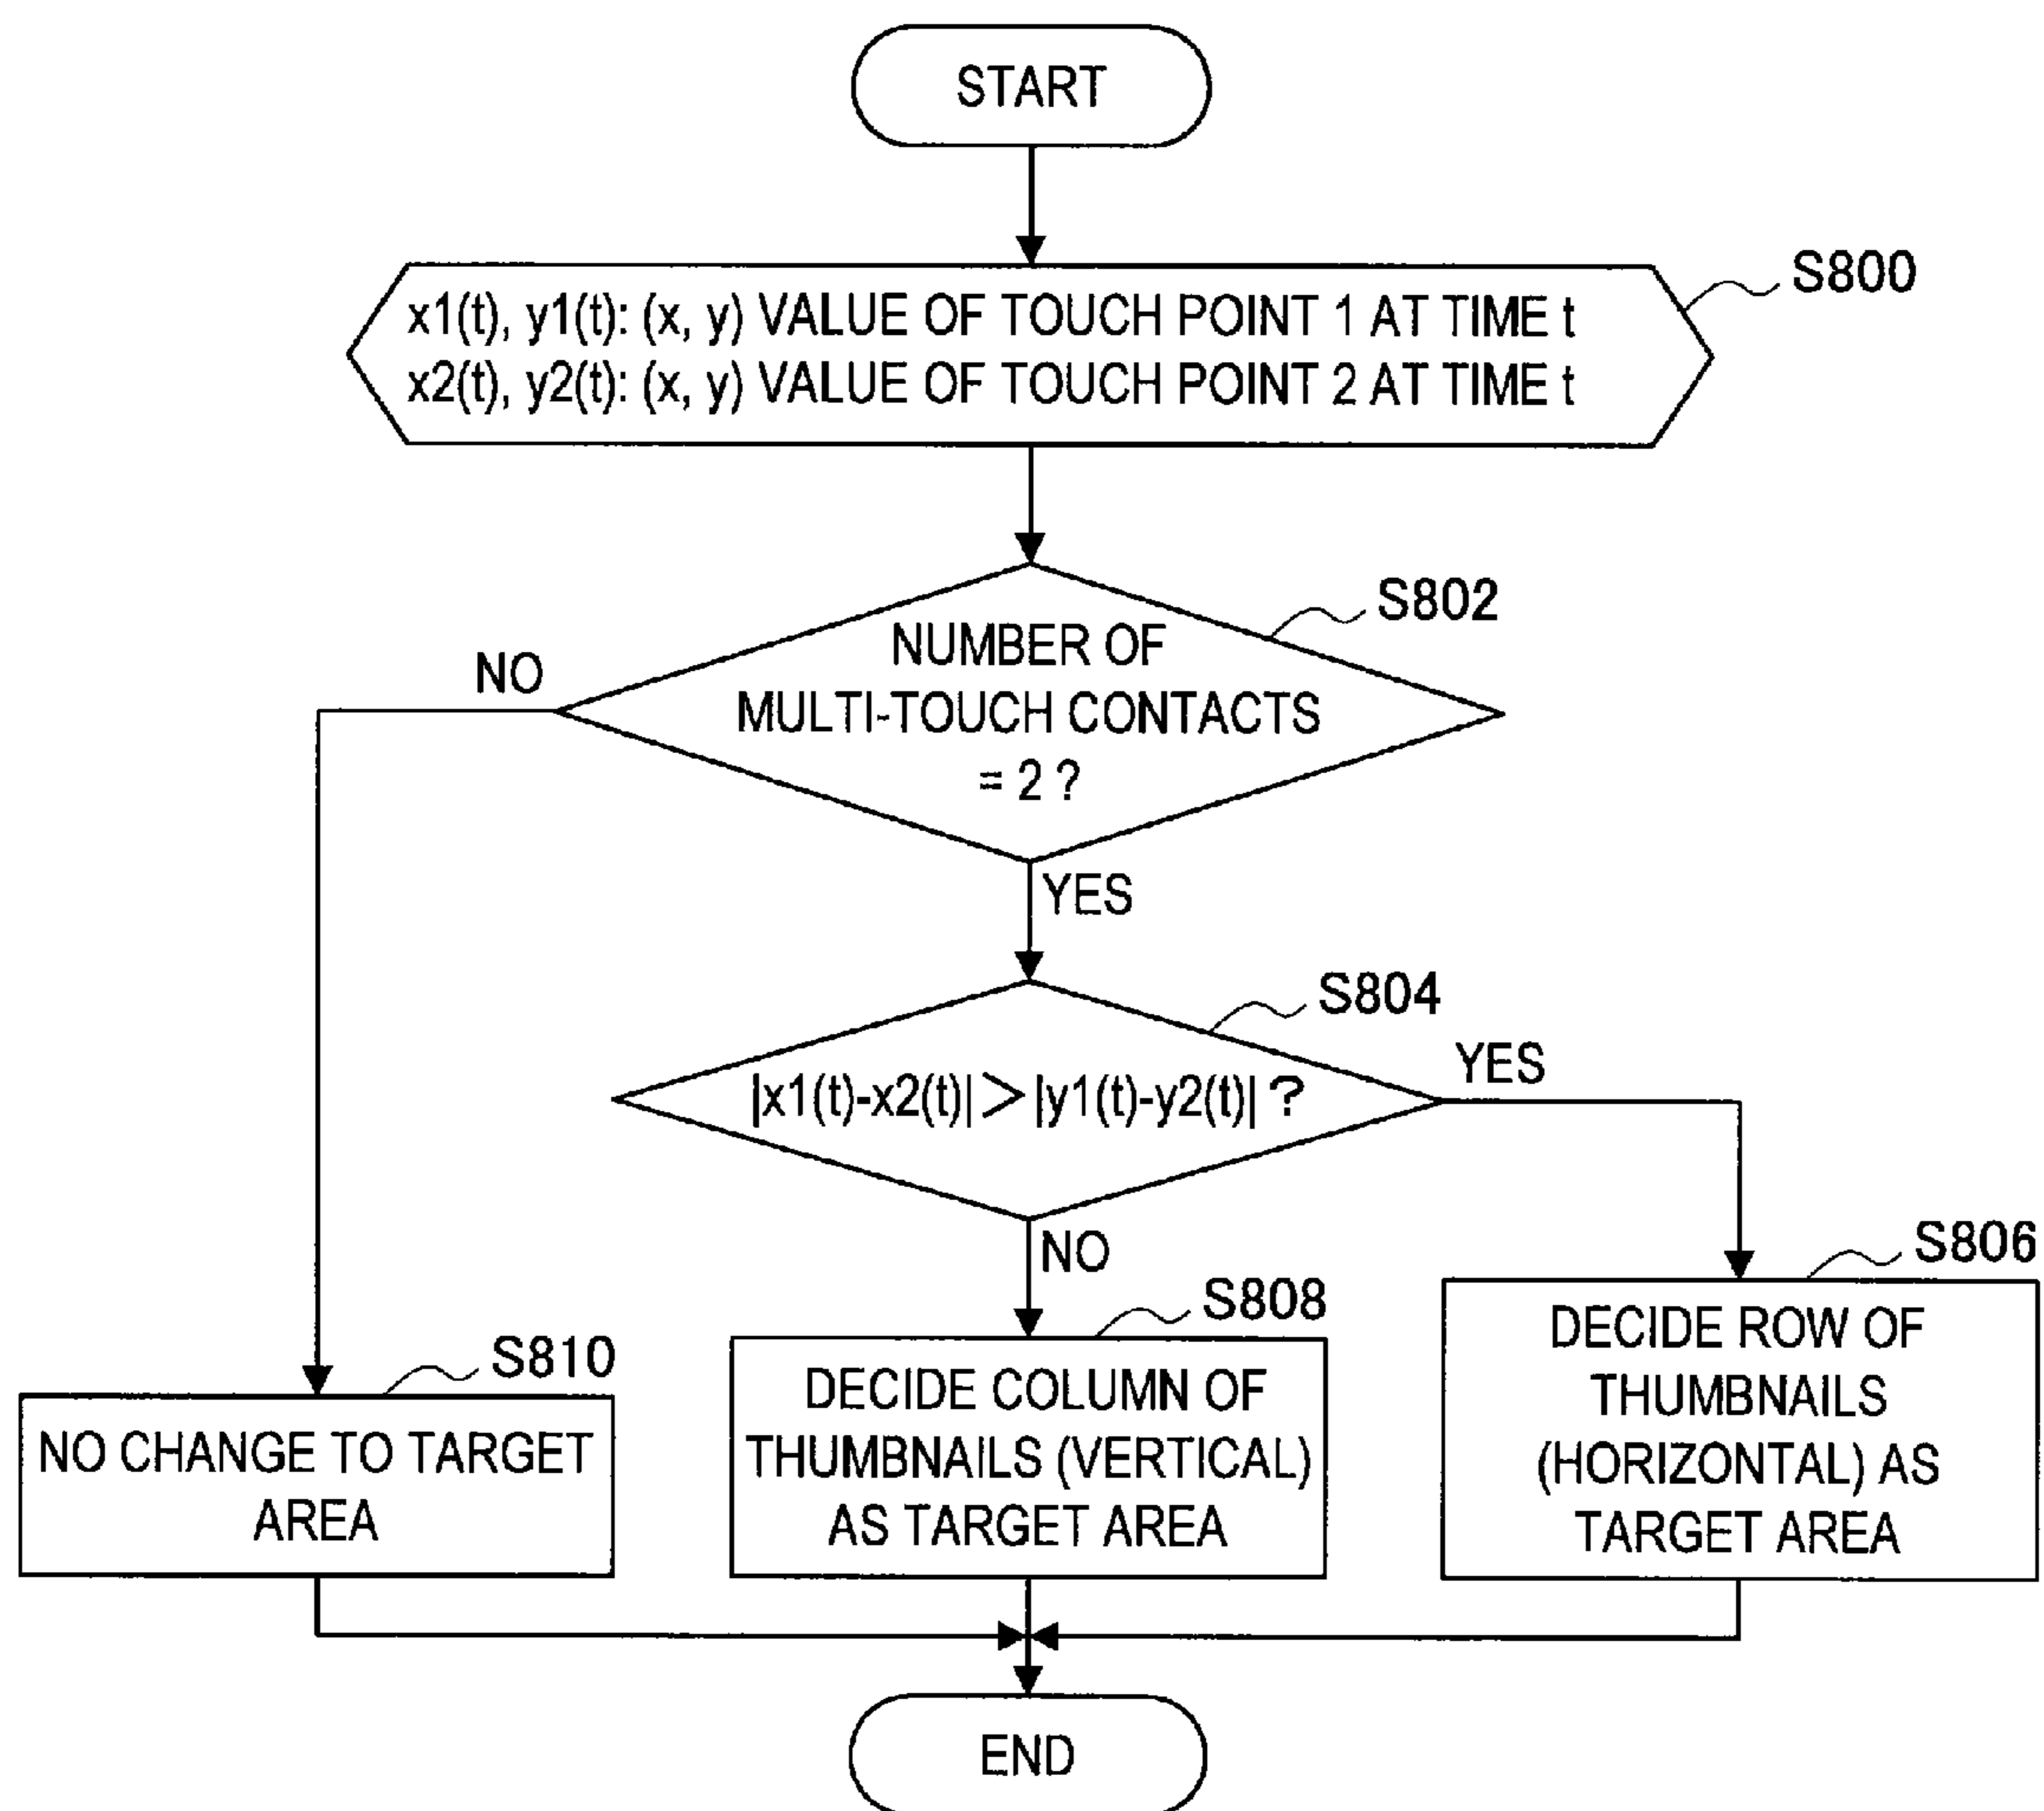 START
S800
x1(t), y1(t): (x, y) VALUE OF TOUCH POINT 1 AT TIME t
x2(t), y2(t): (x, y) VALUE OF TOUCH POINT 2 AT TIME t
S802
NUMBER OF
MULTI-TOUCH CONTACTS
= 2 ?
NO
YES
S804
|x1(t)-x2(t)| > |y1(t)-y2(t)| ?
YES
NO
S806
DECIDE ROW OF
THUMBNAILS
(HORIZONTAL) AS
TARGET AREA
S808
DECIDE COLUMN OF
THUMBNAILS (VERTICAL)
AS TARGET AREA
S810
NO CHANGE TO TARGET
AREA
END